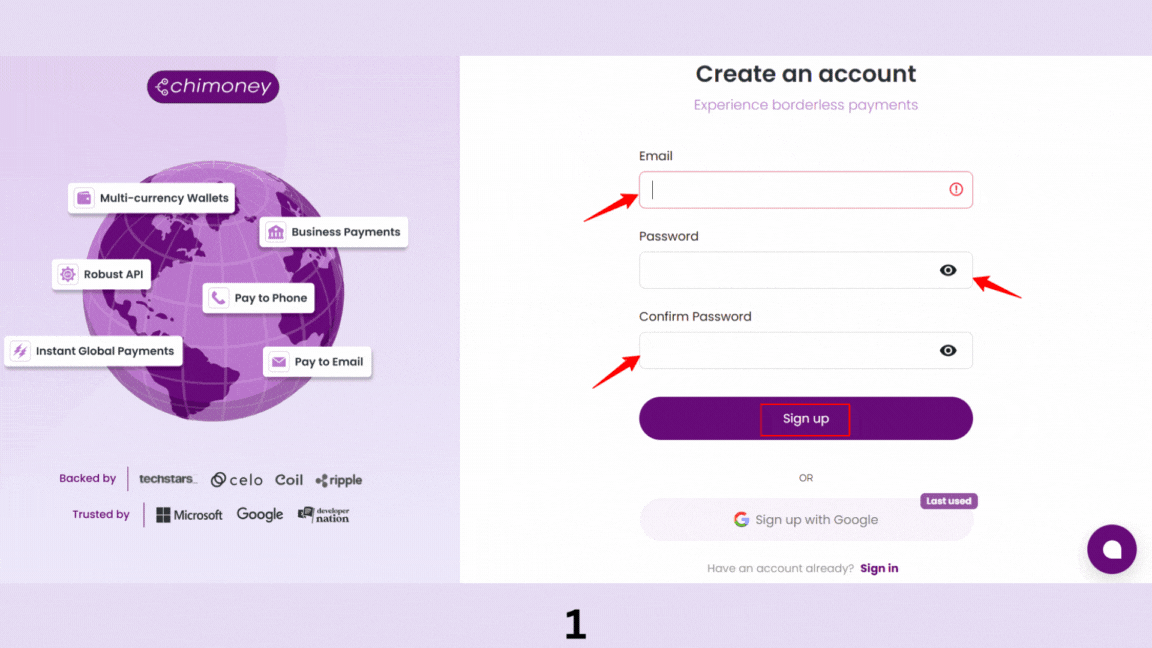 chimoney
Multi-currency Wallets
Business Payments
Robust API
Pay to Phone
Instant Global Payments
Pay to Email
Backed by techstars_ celo Coil ripple
Trusted by Microsoft Google developer nation
Create an account
Experience borderless payments
Email
Password
Confirm Password
Sign up
OR
Last used
Sign up with Google
Have an account already? Sign in
1